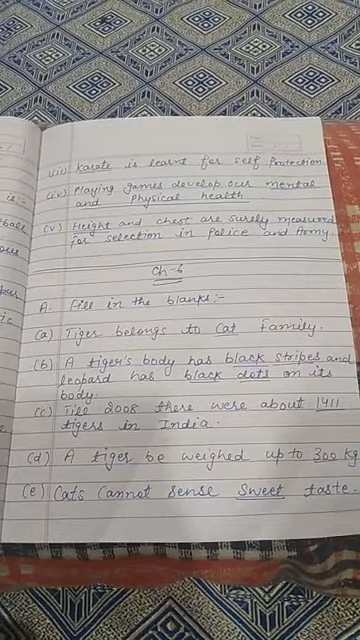 (iii) Karate is learnt for self Protection.
(iv) Playing games develop our mental
and Physical health
(v) Height and chest are surely measured
for selection in Police and Army.
Ch-6
A. Fill in the blanks:-
(a) Tiger belongs to Cat Family.
(b) A tiger's body has black stripes and
leopard has black dots on its
body.
(c) Till 2008 there were about 1411
tigers in India.
(d) A tiger be weighed up to 300 kg
(e) Cats Cannot sense Sweet taste.